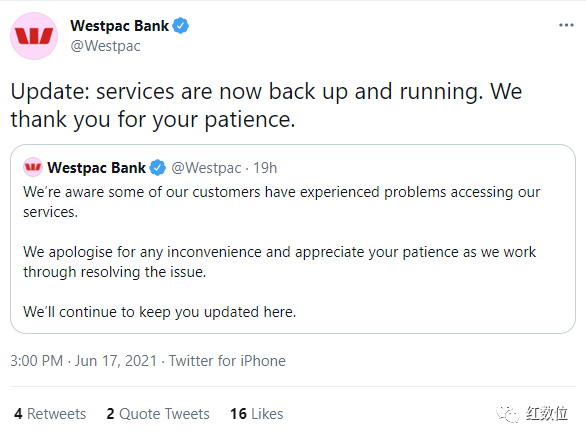 Westpac Bank
@Westpac
Update: services are now back up and running. We
thank you for your patience.
Westpac Bank @Westpac · 19h
We're aware some of our customers have experienced problems accessing our
services.
We apologise for any inconvenience and appreciate your patience as we work
through resolving the issue.
We'll continue to keep you updated here.
3:00 PM · Jun 17, 2021 · Twitter for iPhone
4 Retweets 2 Quote Tweets 16 Likes
红数位